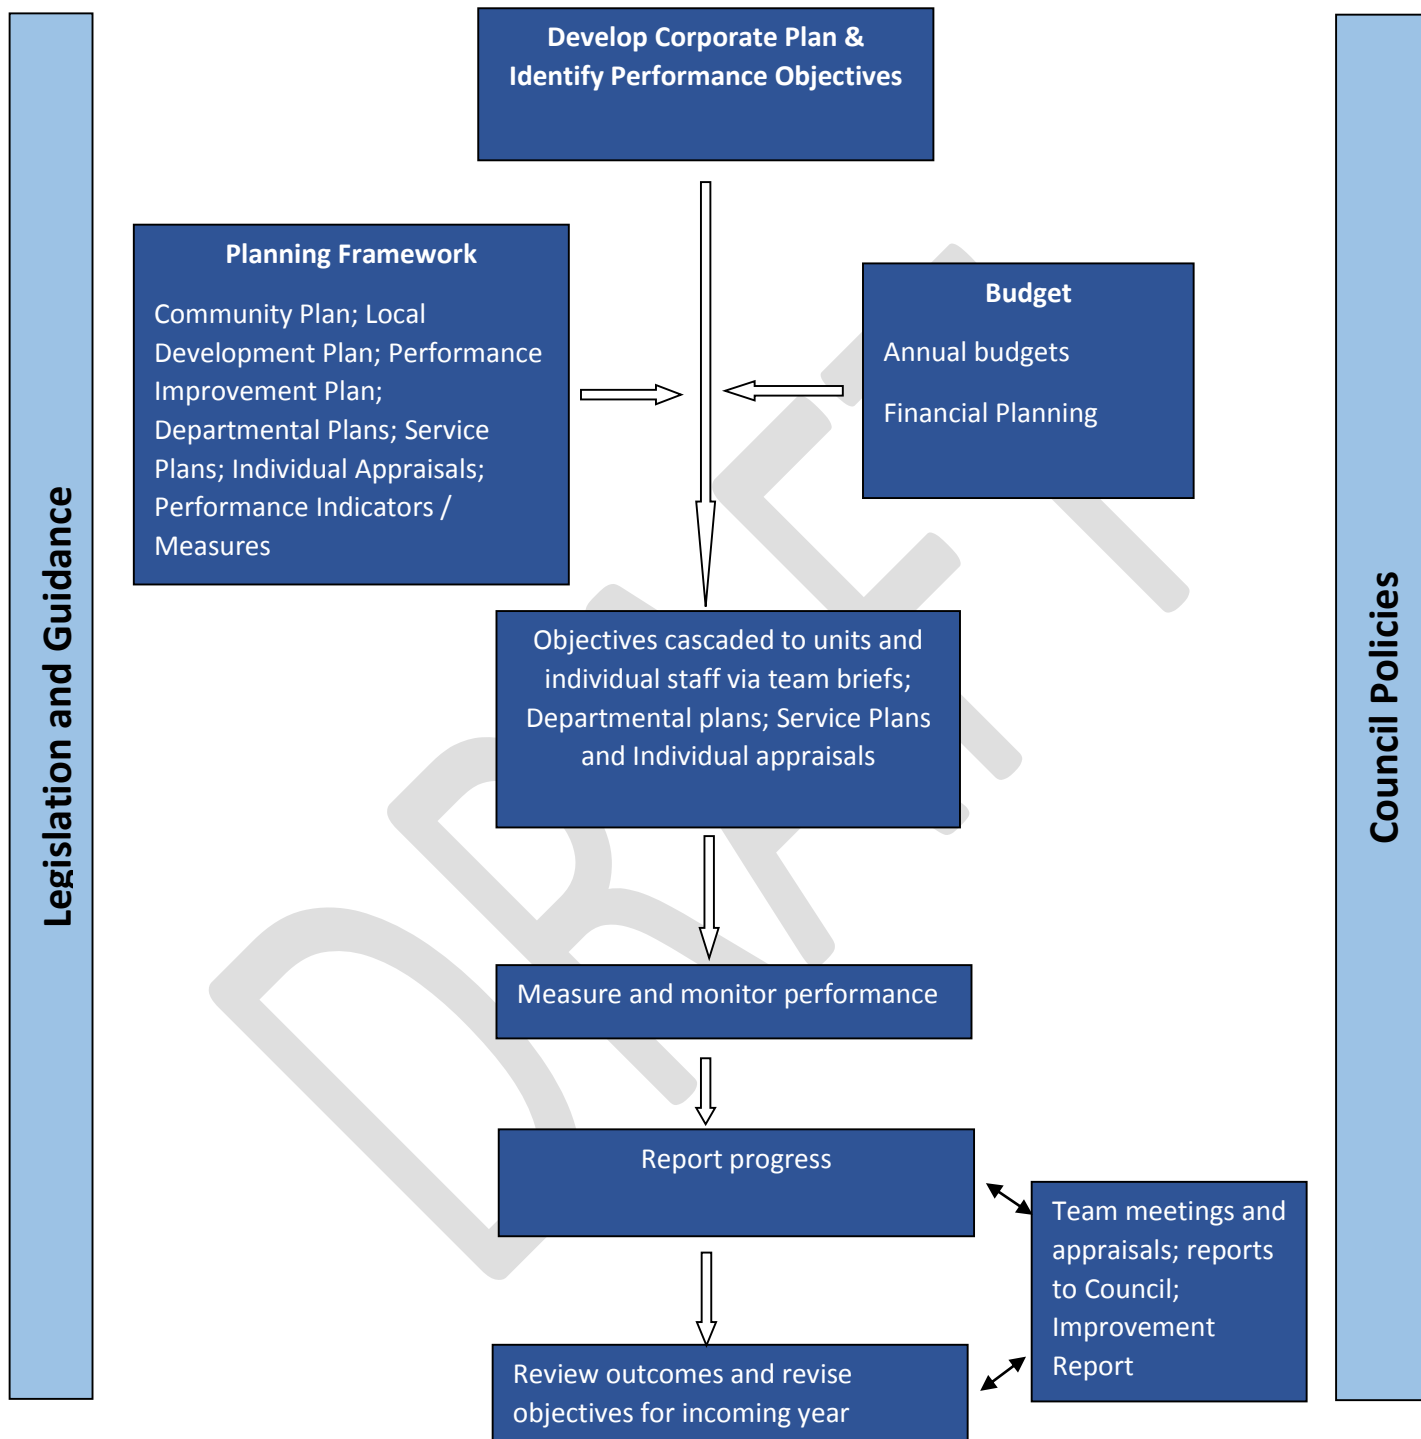 Develop Corporate Plan &
Identify Performance Objectives
Planning Framework
Community Plan; Local
Development Plan; Performance
Improvement Plan;
Departmental Plans; Service
Plans; Individual Appraisals;
Performance Indicators /
Measures
Budget
Annual budgets
Financial Planning
Legislation and Guidance
Council Policies
Objectives cascaded to units and
individual staff via team briefs;
Departmental plans; Service Plans
and Individual appraisals
Measure and monitor performance
Report progress
Team meetings and
appraisals; reports
to Council;
Improvement
Report
Review outcomes and revise
objectives for incoming year
DRAFT